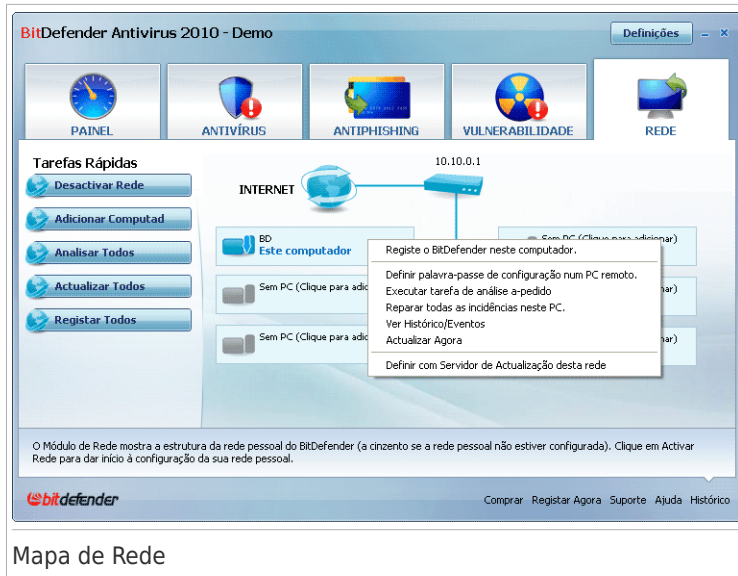 BitDefender Antivirus 2010 - Demo
Definições
PAINEL
ANTIVÍRUS
ANTIPHISHING
VULNERABILIDADE
REDE
Tarefas Rápidas
Desactivar Rede
Adicionar Computad
Analisar Todos
Actualizar Todos
Registar Todos
10.10.0.1
INTERNET
BD
Este computador
Sem PC (Clique para adicionar)
Sem PC (Clique para adic
nar)
Sem PC (Clique para adic
nar)
Registe o BitDefender neste computador.
Definir palavra-passe de configuração num PC remoto.
Executar tarefa de análise a-pedido
Reparar todas as incidências neste PC.
Ver Histórico/Eventos
Actualizar Agora
Definir com Servidor de Actualização desta rede
O Módulo de Rede mostra a estrutura da rede pessoal do BitDefender (a cinzento se a rede pessoal não estiver configurada). Clique em Activar
Rede para dar início à configuração da sua rede pessoal.
bitdefender
Comprar Registar Agora Suporte Ajuda Histórico
Mapa de Rede